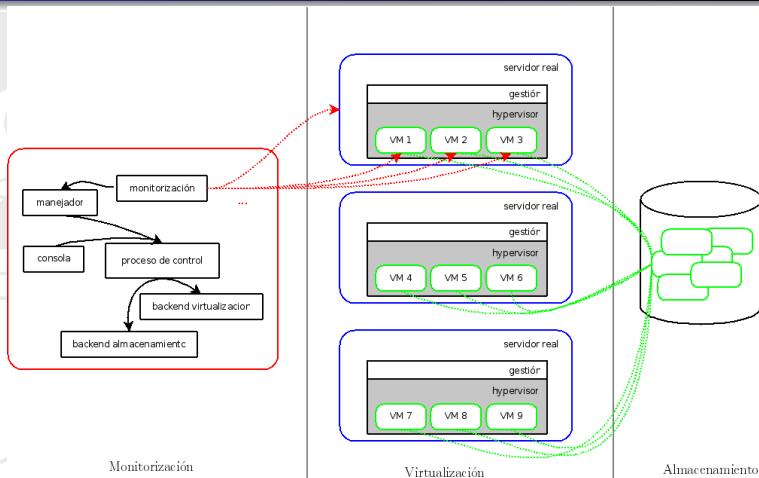 monitorización
manejador
...
consola
proceso de control
backend virtualizacior
backend almacenamientc
Monitorización
servidor real
gestiór
hypervisor
VM 1 VM 2 VM 3
servidor real
gestiór
hypervisor
VM 4 VM 5 VM 6
servidor real
gestiór
hypervisor
VM 7 VM 8 VM 9
Virtualización
Almacenamiento